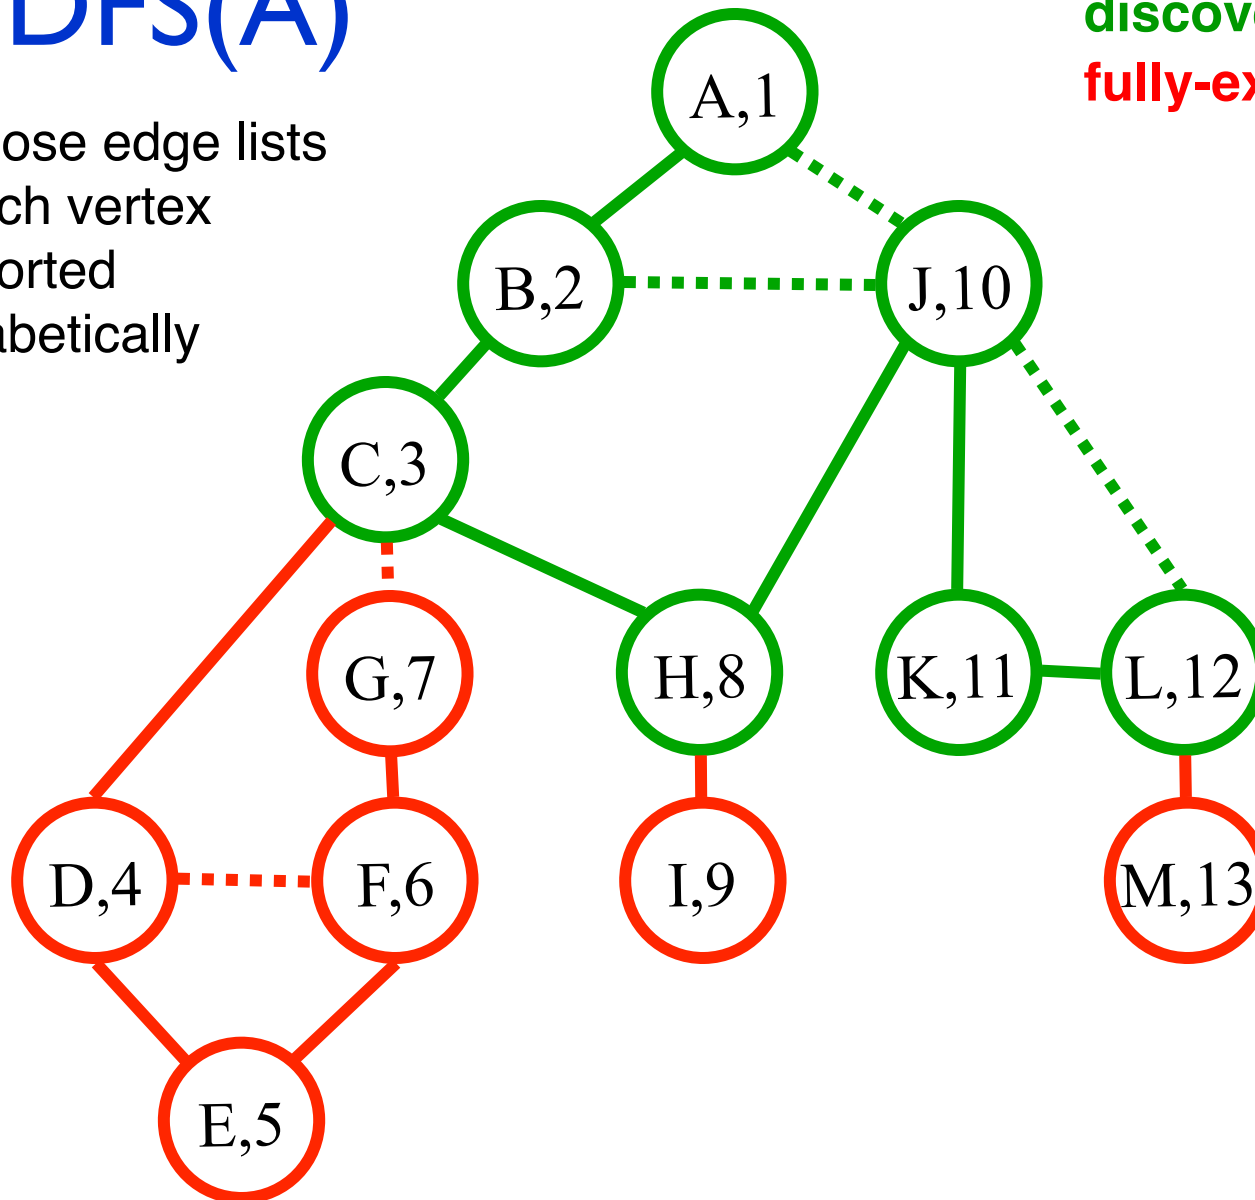 DFS(A)
discov
fully-ex
ose edge lists
ch vertex
orted
abetically
A,1
B,2
J,10
C,3
G,7
H,8
K,11
L,12
D,4
F,6
I,9
M,13
E,5